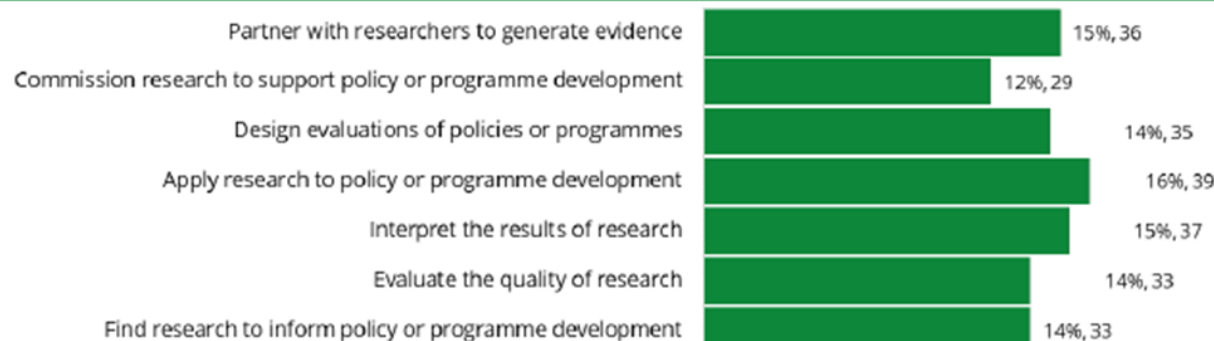 Partner with researchers to generate evidence 15%, 36
Commission research to support policy or programme development 12%, 29
Design evaluations of policies or programmes 14%, 35
Apply research to policy or programme development 16%, 39
Interpret the results of research 15%, 37
Evaluate the quality of research 14%, 33
Find research to inform policy or programme development 14%, 33